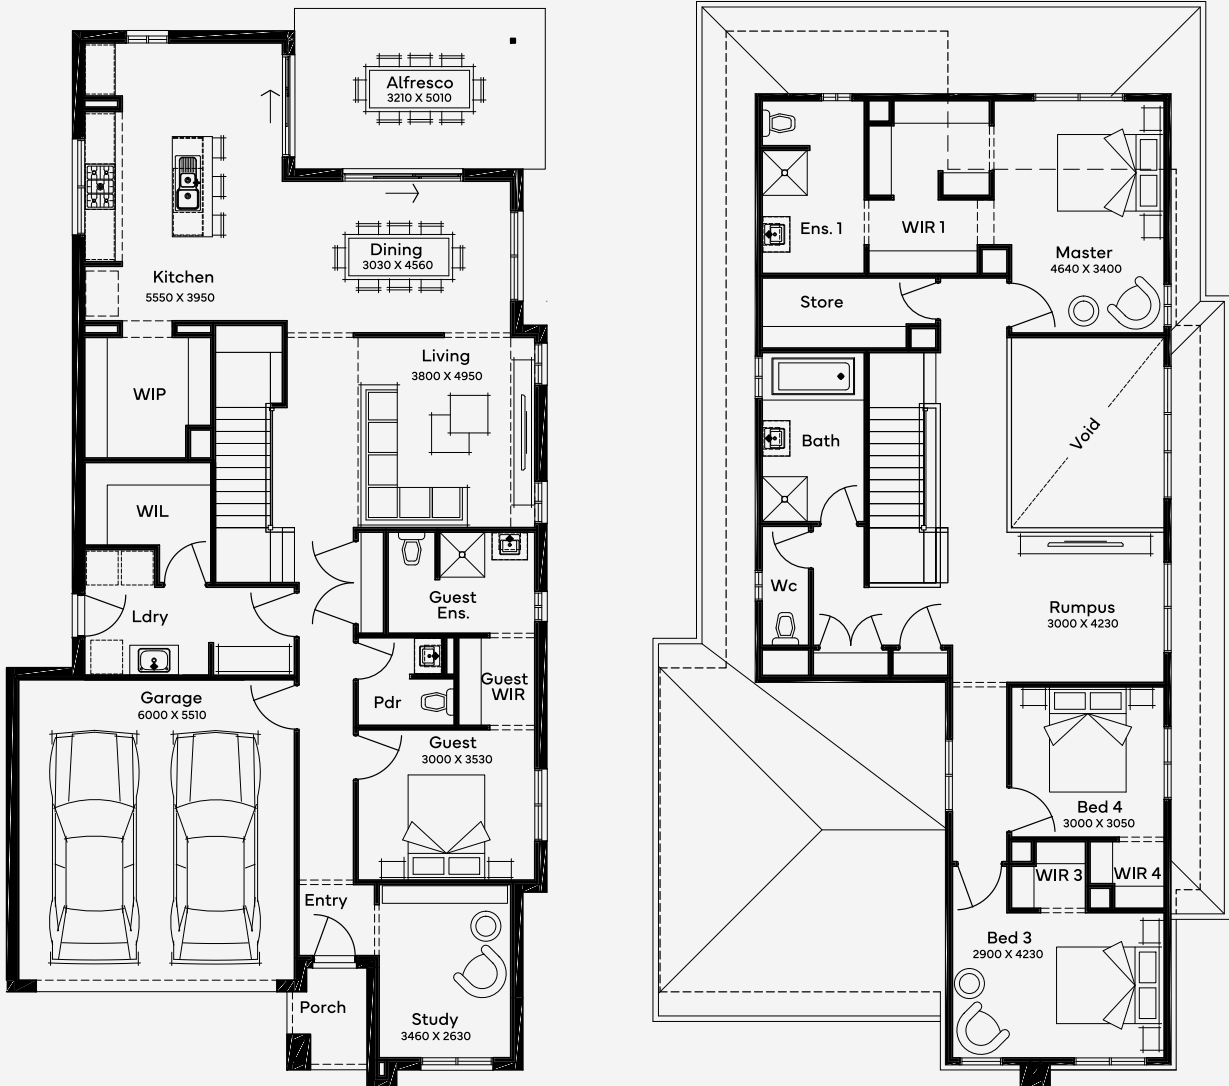 Alfresco
3210 X 5010
Dining
3030 X 4560
Kitchen
5550 X 3950
Living
3800 X 4950
WIP
WIL
Guest
Ens.
Ldry
Guest
WIR
Pdr
Garage
6000 X 5510
Guest
3000 X 3530
Entry
Porch
Study
3460 X 2630
Ens. 1
WIR 1
Master
4640 X 3400
Store
Bath
Void
Wc
Rumpus
3000 X 4230
Bed 4
3000 X 3050
WIR 3
WIR 4
Bed 3
2900 X 4230